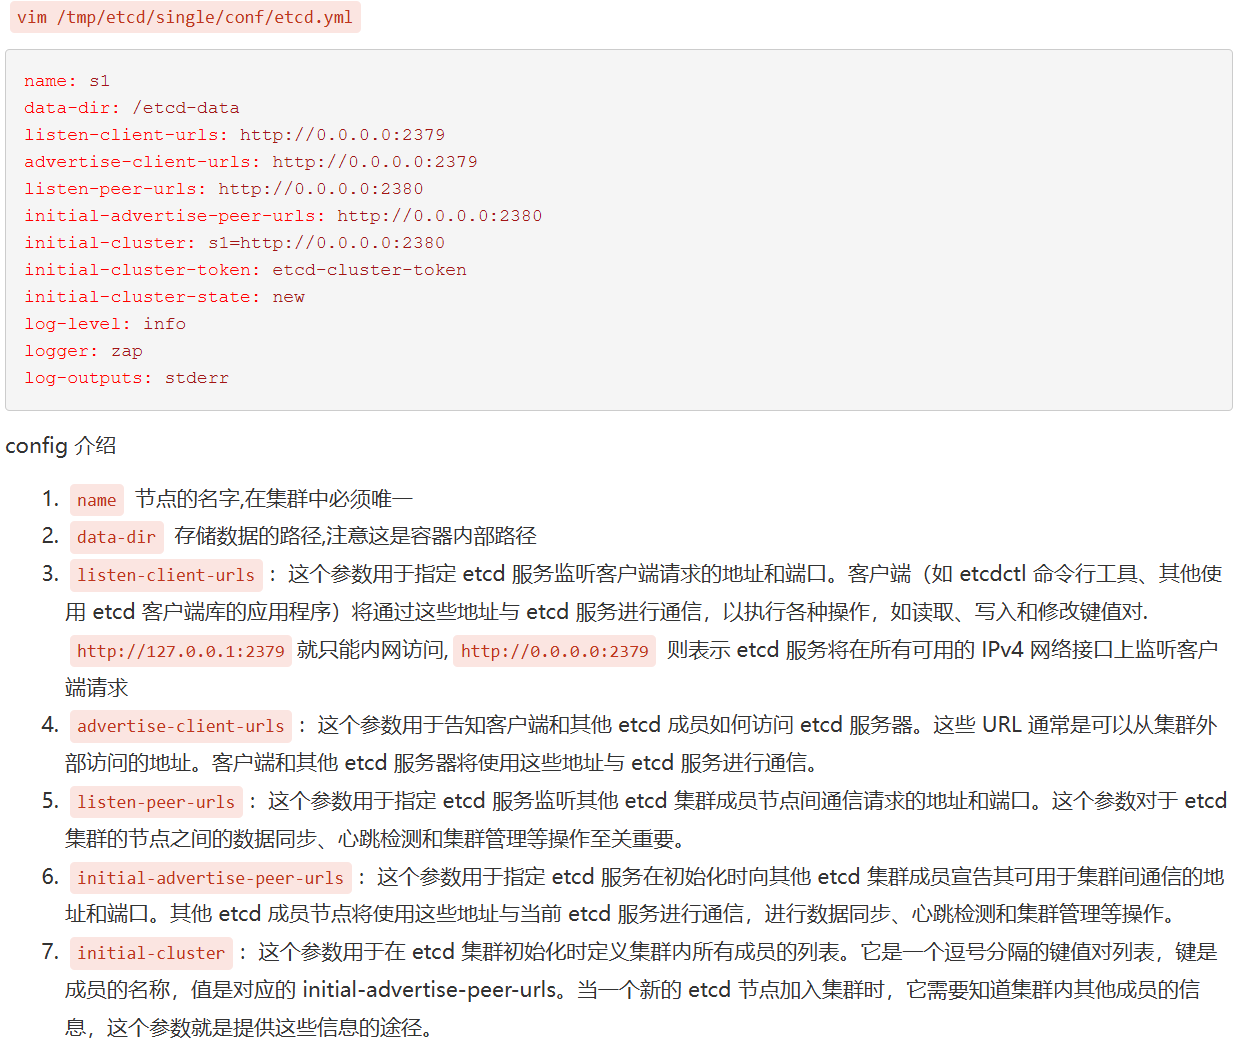 vim /tmp/etcd/single/conf/etcd.yml
name: s1
data-dir: /etcd-data
listen-client-urls: http://0.0.0.0:2379
advertise-client-urls: http://0.0.0.0:2379
listen-peer-urls: http://0.0.0.0:2380
initial-advertise-peer-urls: http://0.0.0.0:2380
initial-cluster: s1=http://0.0.0.0:2380
initial-cluster-token: etcd-cluster-token
initial-cluster-state: new
log-level: info
logger: zap
log-outputs: stderr
config 介绍
1. name 节点的名字,在集群中必须唯一
2. data-dir 存储数据的路径,注意这是容器内部路径
3. listen-client-urls ：这个参数用于指定 etcd 服务监听客户端请求的地址和端口。客户端（如 etcdctl 命令行工具、其他使
用 etcd 客户端库的应用程序）将通过这些地址与 etcd 服务进行通信，以执行各种操作，如读取、写入和修改键值对.
http://127.0.0.1:2379 就只能内网访问, http://0.0.0.0:2379 则表示 etcd 服务将在所有可用的 IPv4 网络接口上监听客户
端请求
4. advertise-client-urls ：这个参数用于告知客户端和其他 etcd 成员如何访问 etcd 服务器。这些 URL 通常是可以从集群外
部访问的地址。客户端和其他 etcd 服务器将使用这些地址与 etcd 服务进行通信。
5. listen-peer-urls ：这个参数用于指定 etcd 服务监听其他 etcd 集群成员节点间通信请求的地址和端口。这个参数对于 etcd
集群的节点之间的数据同步、心跳检测和集群管理等操作至关重要。
6. initial-advertise-peer-urls ：这个参数用于指定 etcd 服务在初始化时向其他 etcd 集群成员宣告其可用于集群间通信的地
址和端口。其他 etcd 成员节点将使用这些地址与当前 etcd 服务进行通信，进行数据同步、心跳检测和集群管理等操作。
7. initial-cluster ：这个参数用于在 etcd 集群初始化时定义集群内所有成员的列表。它是一个逗号分隔的键值对列表，键是
成员的名称，值是对应的 initial-advertise-peer-urls。当一个新的 etcd 节点加入集群时，它需要知道集群内其他成员的信
息，这个参数就是提供这些信息的途径。